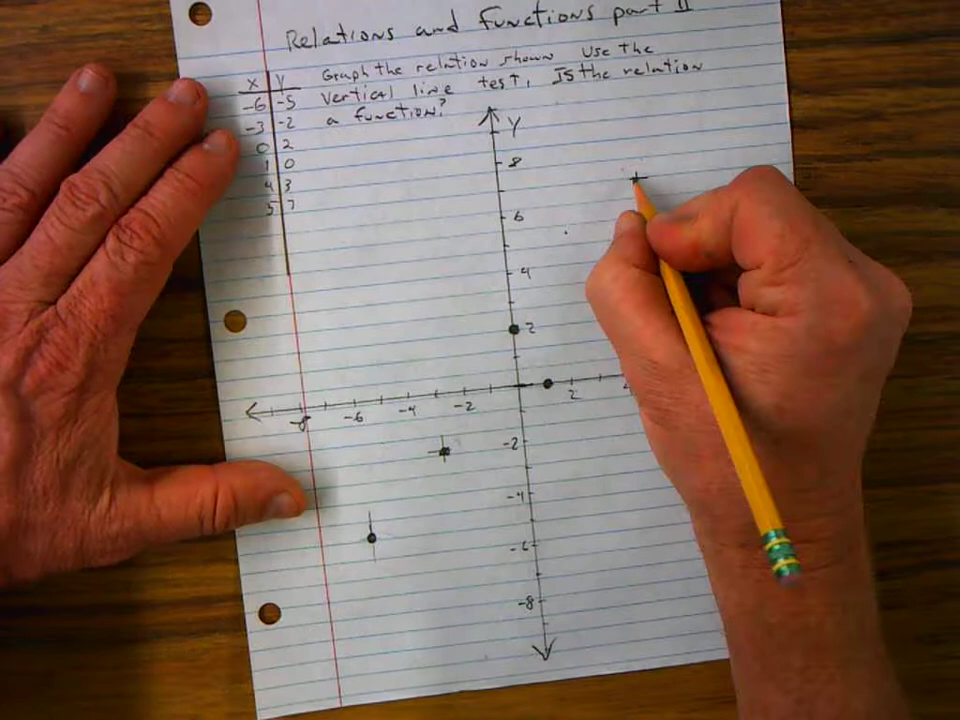 Relations and Functions part II
x y Graph the relation shown Use the
-6 -5 vertical line test, Is the relation
-3 -2 a function?
0 2
1 0
4 3
5 7
y
8
6
4
2
-6 -4 -2 2
-2
-4
-6
-8